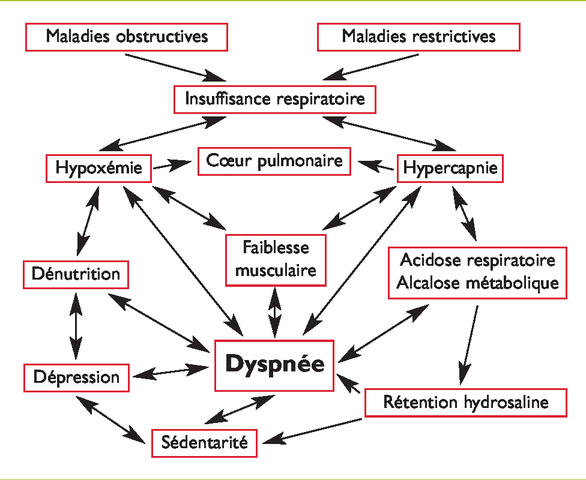 Maladies obstructives
Maladies restrictives
Insuffisance respiratoire
Hypoxémie
Cœur pulmonaire
Hypercapnie
Faiblesse
musculaire
Acidose respiratoire
Alcalose métabolique
Dénutrition
Dyspnée
Dépression
Rétention hydrosaline
Sédentarité